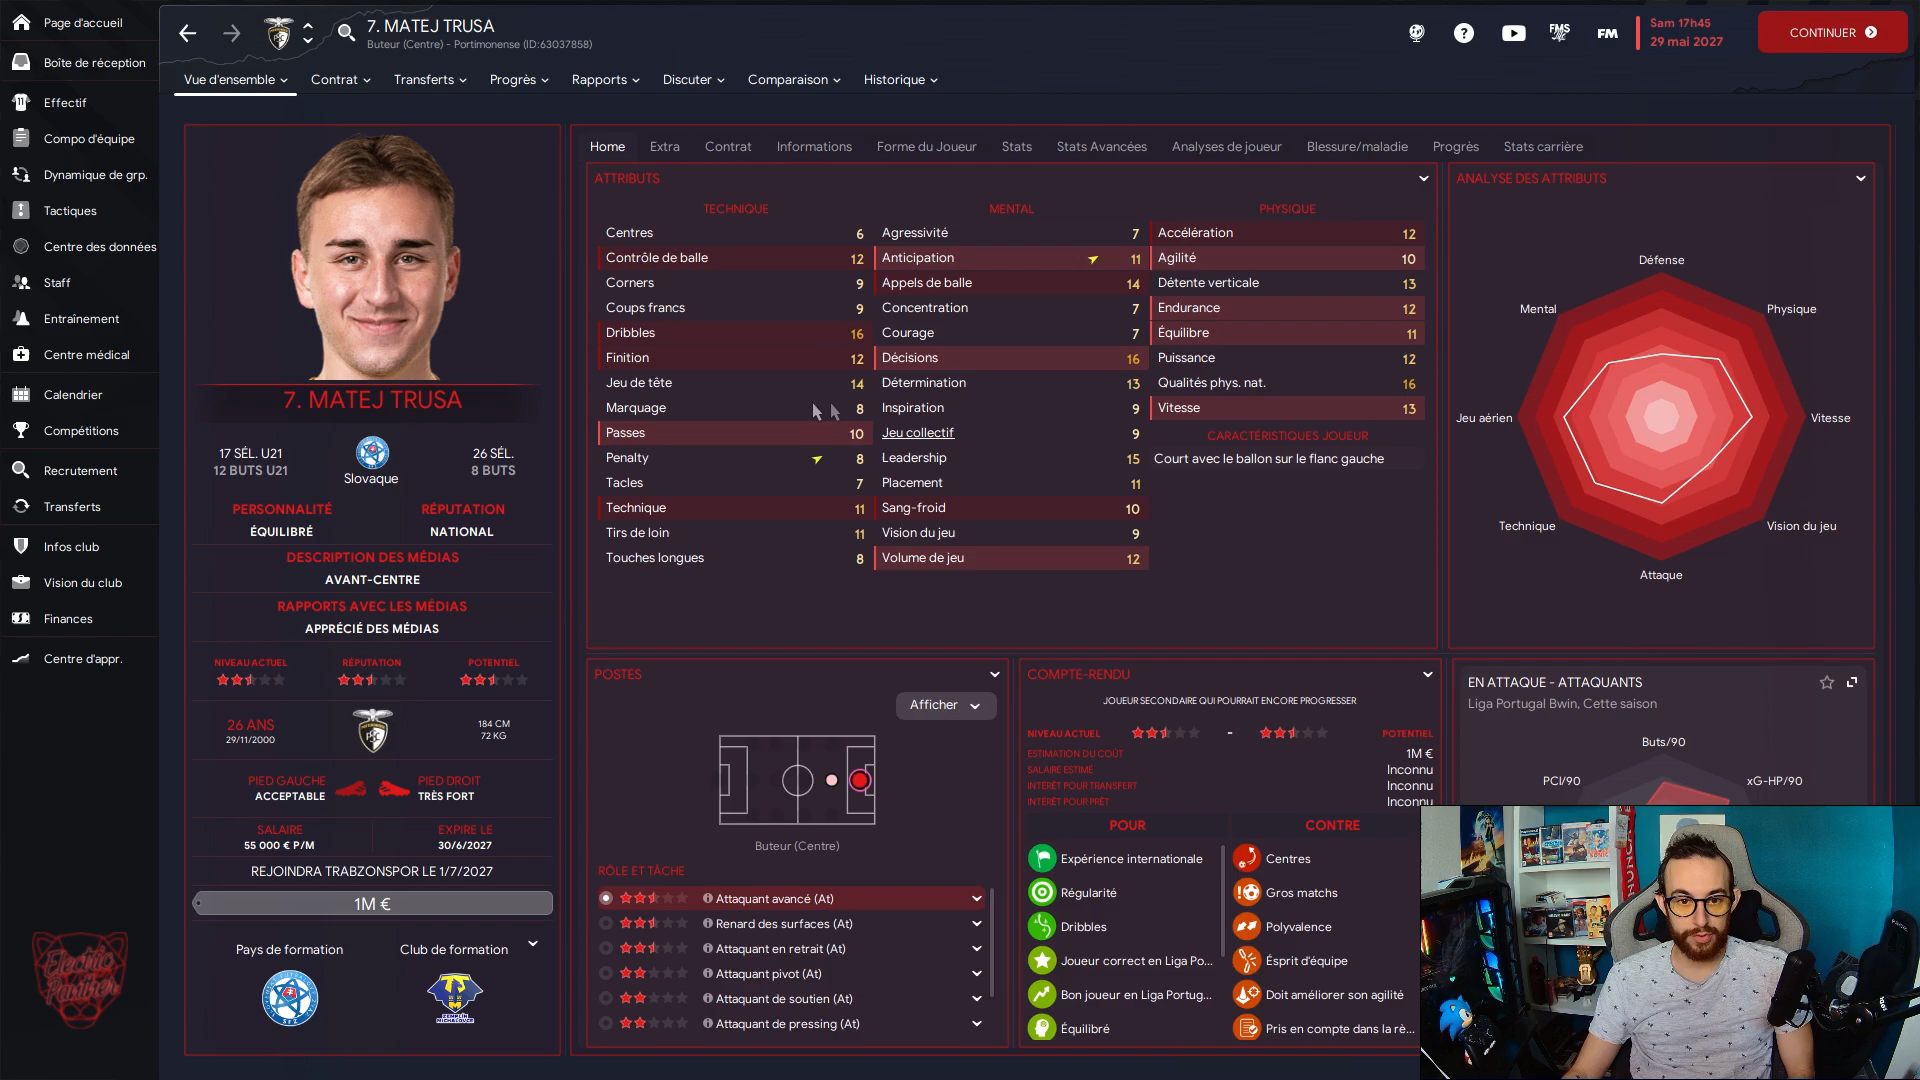 Page d'accueil
Boîte de réception
Effectif
Compo d'équipe
Dynamique de grp.
Tactiques
Centre des données
Staff
Entraînement
Centre médical
Calendrier
Compétitions
Recrutement
Transferts
Infos club
Vision du club
Finances
Centre d'appr.
Electric Panther
7. MATEJ TRUSA
Buteur (Centre) - Portimonense (ID:63037858)
FMS
FM
Sam 17h45
29 mai 2027
CONTINUER
Vue d'ensemble
Contrat
Transferts
Progrès
Rapports
Discuter
Comparaison
Historique
7. MATEJ TRUSA
17 SÉL. U21
12 BUTS U21
Slovaque
26 SÉL.
8 BUTS
PERSONNALITÉ
ÉQUILIBRÉ
RÉPUTATION
NATIONAL
DESCRIPTION DES MÉDIAS
AVANT-CENTRE
RAPPORTS AVEC LES MÉDIAS
APPRÉCIÉ DES MÉDIAS
NIVEAU ACTUEL
RÉPUTATION
POTENTIEL
26 ANS
29/11/2000
184 CM
72 KG
PIED GAUCHE
ACCEPTABLE
PIED DROIT
TRÈS FORT
SALAIRE
55 000 € P/M
EXPIRE LE
30/6/2027
REJOINDRA TRABZONSPOR LE 1/7/2027
1M €
Pays de formation
Club de formation
Home
Extra
Contrat
Informations
Forme du Joueur
Stats
Stats Avancées
Analyses de joueur
Blessure/maladie
Progrès
Stats carrière
ATTRIBUTS
TECHNIQUE
Centres 6
Contrôle de balle 12
Corners 9
Coups francs 9
Dribbles 16
Finition 12
Jeu de tête 14
Marquage 8
Passes 10
Penalty 8
Tacles 7
Technique 11
Tirs de loin 11
Touches longues 8
MENTAL
Agressivité 7
Anticipation 11
Appels de balle 14
Concentration 7
Courage 7
Décisions 16
Détermination 13
Inspiration 9
Jeu collectif 9
Leadership 15
Placement 11
Sang-froid 10
Vision du jeu 9
Volume de jeu 12
PHYSIQUE
Accélération 12
Agilité 10
Détente verticale 13
Endurance 12
Équilibre 11
Puissance 12
Qualités phys. nat. 16
Vitesse 13
CARACTÉRISTIQUES JOUEUR
Court avec le ballon sur le flanc gauche
ANALYSE DES ATTRIBUTS
Défense
Mental
Physique
Jeu aérien
Vitesse
Technique
Vision du jeu
Attaque
POSTES
Afficher
Buteur (Centre)
RÔLE ET TÂCHE
Attaquant avancé (At)
Renard des surfaces (At)
Attaquant en retrait (At)
Attaquant pivot (At)
Attaquant de soutien (At)
Attaquant de pressing (At)
COMPTE-RENDU
JOUEUR SECONDAIRE QUI POURRAIT ENCORE PROGRESSER
NIVEAU ACTUEL - POTENTIEL
ESTIMATION DU COÛT 1M €
SALAIRE ESTIMÉ Inconnu
INTÉRÊT POUR TRANSFERT Inconnu
INTÉRÊT POUR PRÊT Inconnu
POUR
Expérience internationale
Régularité
Dribbles
Joueur correct en Liga Po...
Bon joueur en Liga Portug...
Équilibré
CONTRE
Centres
Gros matchs
Polyvalence
Ésprit d'équipe
Doit améliorer son agilité
Pris en compte dans la rè...
EN ATTAQUE - ATTAQUANTS
Liga Portugal Bwin, Cette saison
Buts/90
PCI/90
xG-HP/90